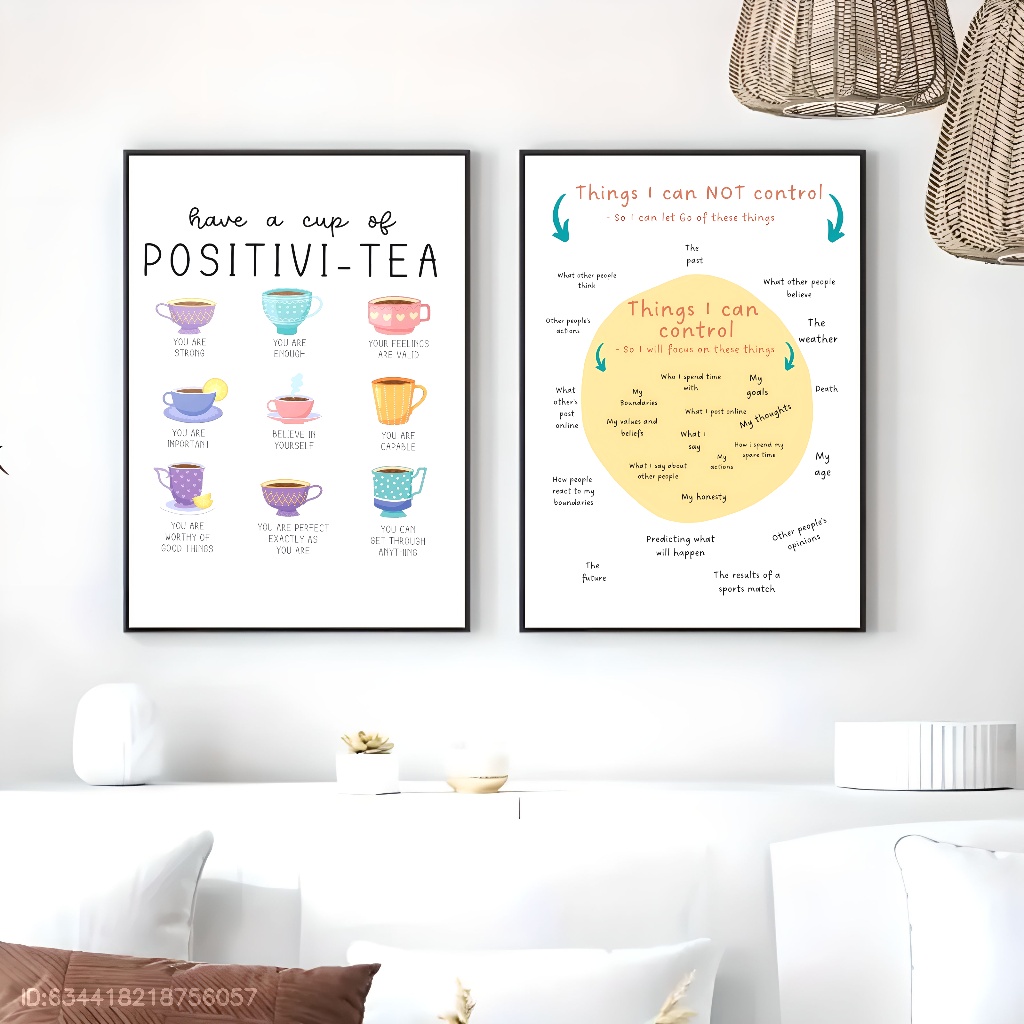 have a cup of
POSITIVI-TEA
YOU ARE
STRONG
YOU ARE
ENOUGH
YOUR FEELINGS
ARE VALID
YOU ARE
IMPORTANT
BELIEVE IN
YOURSELF
YOU ARE
CAPABLE
YOU ARE
WORTHY OF
GOOD THINGS
YOU ARE PERFECT
EXACTLY AS
YOU ARE
YOU CAN
GET THROUGH
ANYTHING
Things I can NOT control
- So I can let Go of these things
The
past
What other people
think
What other people
believe
Other people's
actions
The
weather
What
other's
post
online
Death
My
age
How people
react to my
boundaries
Other people's
opinions
Predicting what
will happen
The
future
The results of a
sports match
Things I can
control
- So I will focus on these things
Who I spend time
with
My
goals
My
Boundaries
What I post online
My thoughts
My values and
beliefs
What I
say
How i spend my
spare time
My
actions
What I say about
other people
My honesty
ID:634418218756057